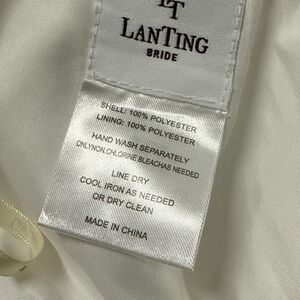 LT
LANTING
BRIDE
SHELL: 100% POLYESTER
LINING: 100% POLYESTER
HAND WASH SEPARATELY
ONLYNON.CHLORINE BLEACHAS NEEDED
LINE DRY
COOL IRON AS NEEDED
OR DRY CLEAN
MADE IN CHINA